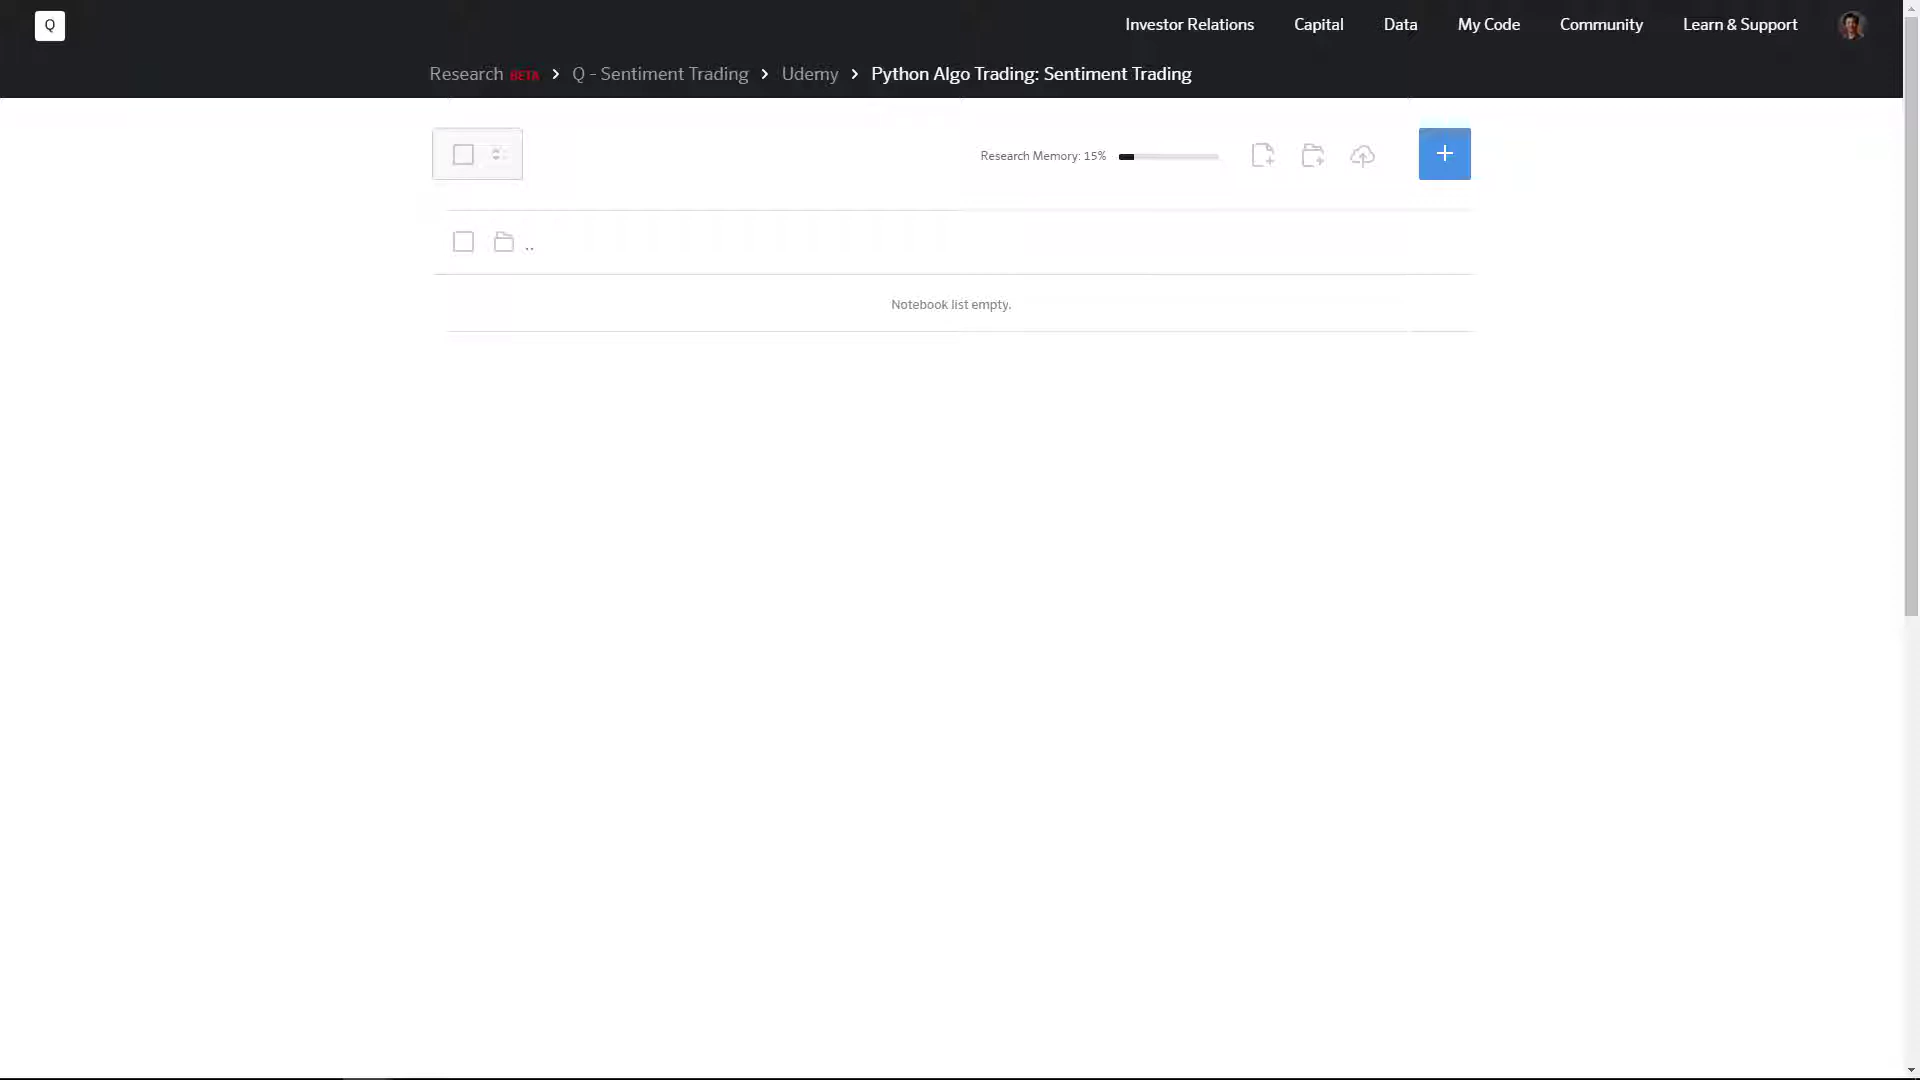 Q
Investor Relations Capital Data My Code Community Learn & Support
Research BETA > Q - Sentiment Trading > Udemy > Python Algo Trading: Sentiment Trading
Research Memory: 15%
..
Notebook list empty.